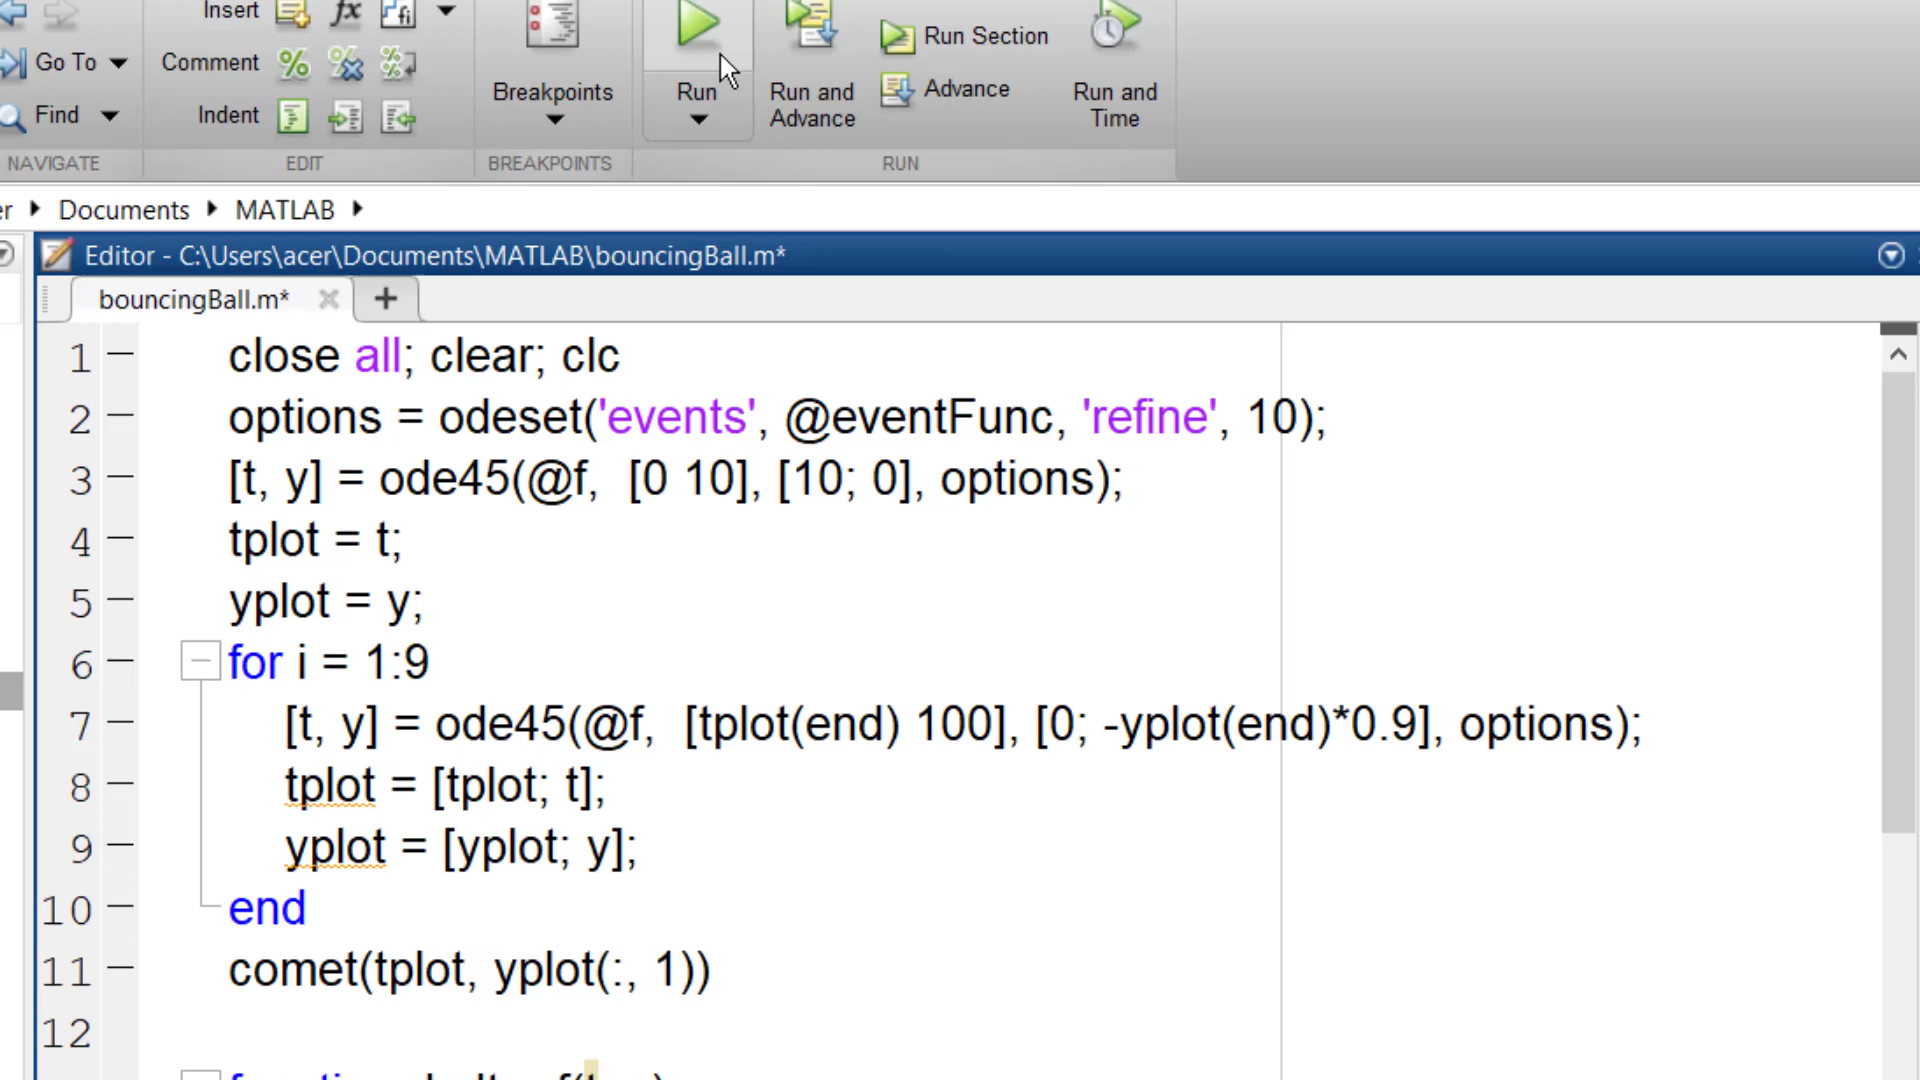 Insert
Go To
Comment
Find
Indent
Breakpoints
Run
Run and
Advance
Run Section
Advance
Run and
Time
NAVIGATE
EDIT
BREAKPOINTS
RUN
er Documents MATLAB
Editor - C:\Users\acer\Documents\MATLAB\bouncingBall.m*
bouncingBall.m*
1 close all; clear; clc
2 options = odeset('events', @eventFunc, 'refine', 10);
3 [t, y] = ode45(@f, [0 10], [10; 0], options);
4 tplot = t;
5 yplot = y;
6 for i = 1:9
7 [t, y] = ode45(@f, [tplot(end) 100], [0; -yplot(end)*0.9], options);
8 tplot = [tplot; t];
9 yplot = [yplot; y];
10 end
11 comet(tplot, yplot(:, 1))
12